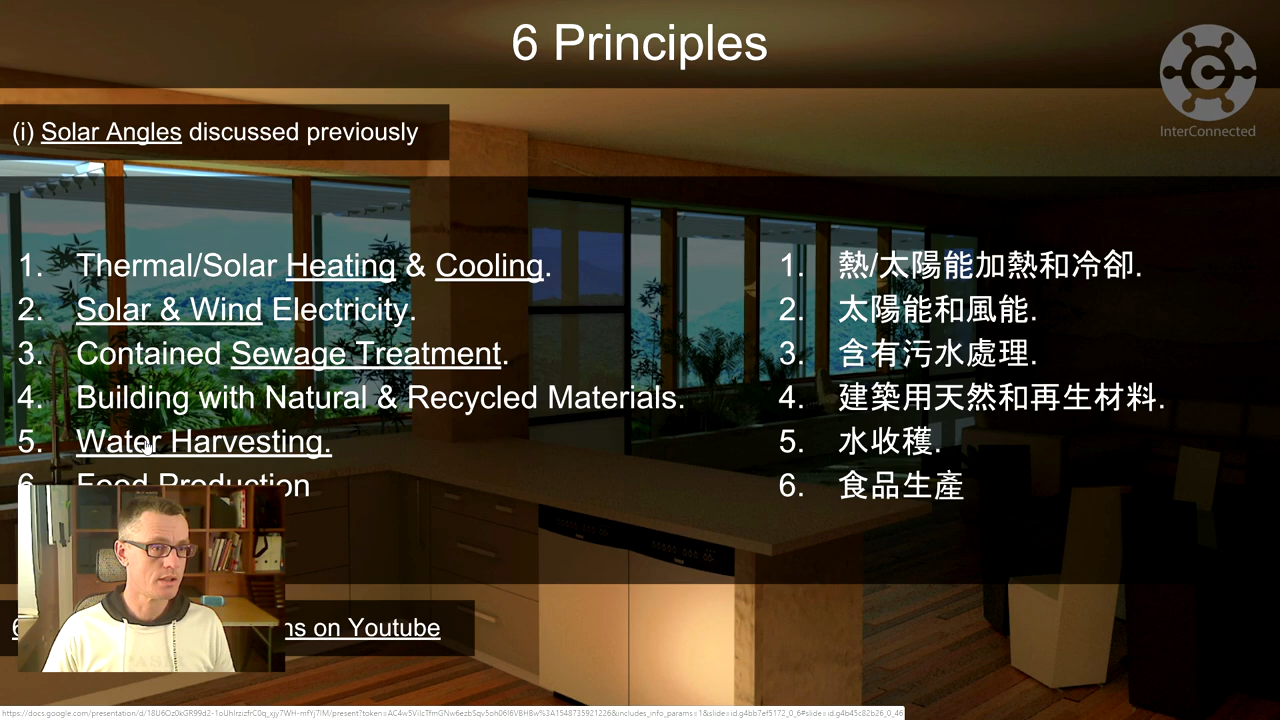 6 Principles
InterConnected
(i) Solar Angles discussed previously
1. Thermal/Solar Heating & Cooling.
2. Solar & Wind Electricity.
3. Contained Sewage Treatment.
4. Building with Natural & Recycled Materials.
5. Water Harvesting.
6. Food Production
1. 熱/太陽能加熱和冷卻.
2. 太陽能和風能.
3. 含有污水處理.
4. 建築用天然和再生材料.
5. 水收穫.
6. 食品生產
ns on Youtube